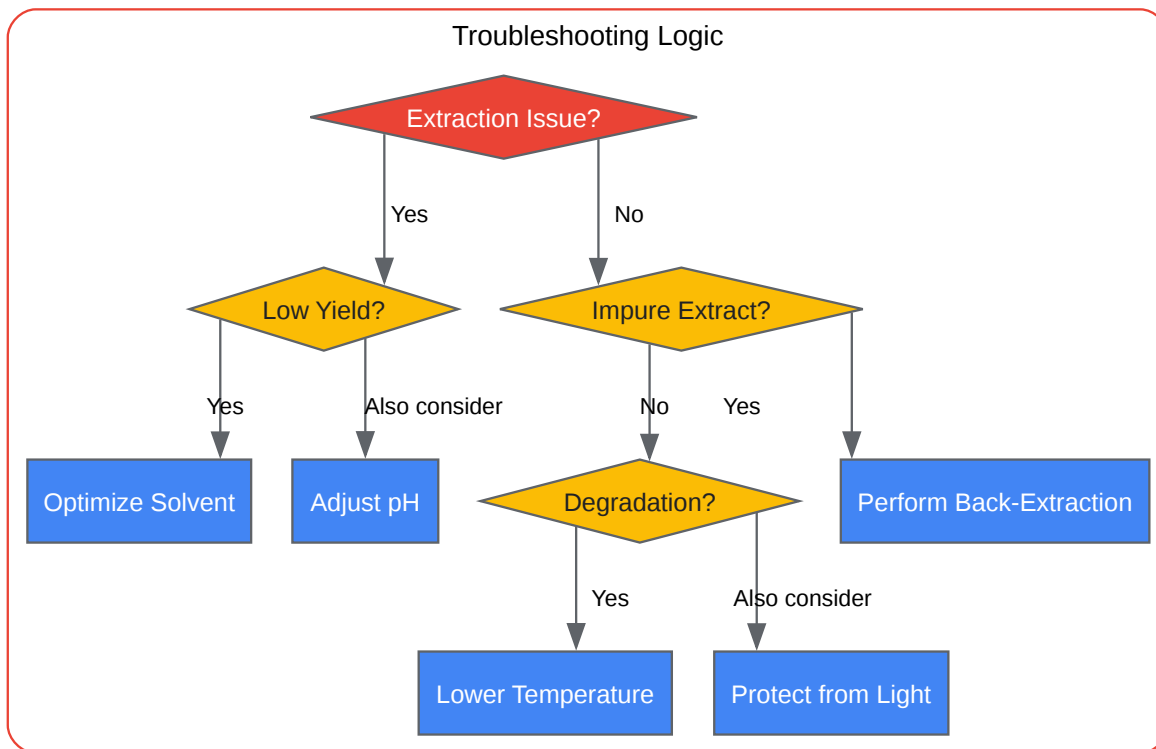 Troubleshooting Logic
Extraction Issue?
Yes
No
Low Yield?
Impure Extract?
Yes
Also consider
No
Yes
Optimize Solvent
Adjust pH
Degradation?
Perform Back-Extraction
Yes
Also consider
Lower Temperature
Protect from Light